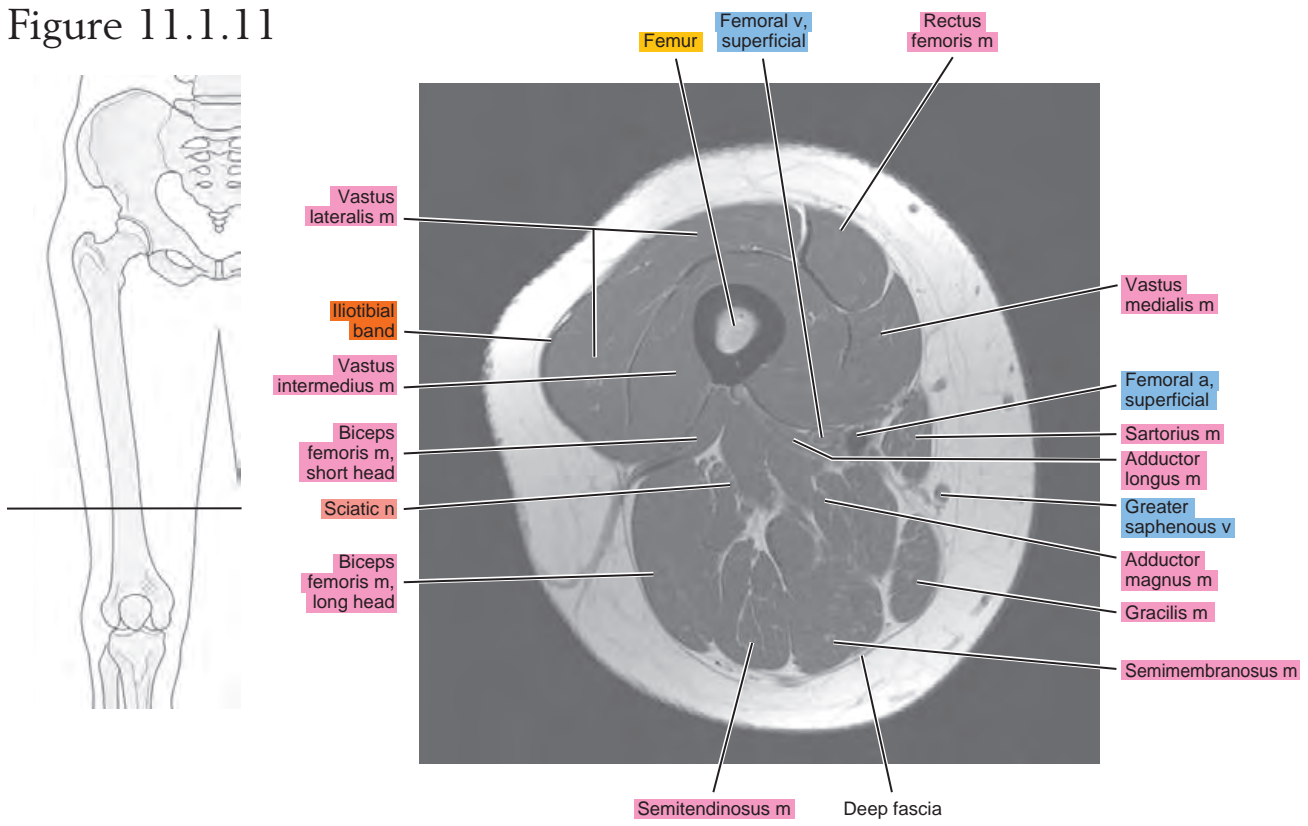 Figure 11.1.11
Femur
Femoral v,
superficial
Rectus
femoris m
Vastus
lateralis m
Iliotibial
band
Vastus
intermedius m
Biceps
femoris m,
short head
Sciatic n
Biceps
femoris m,
long head
Vastus
medialis m
Femoral a,
superficial
Sartorius m
Adductor
longus m
Greater
saphenous v
Adductor
magnus m
Gracilis m
Semimembranosus m
Semitendinosus m
Deep fascia